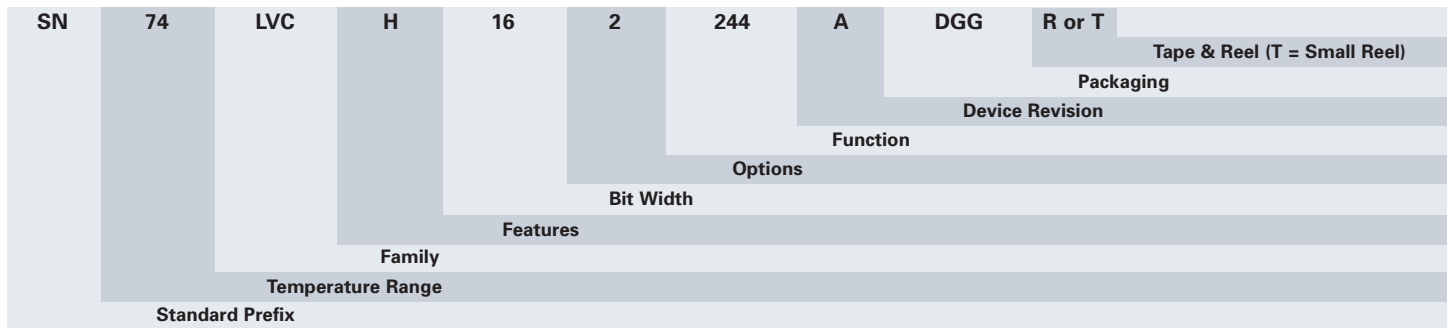 SN 74 LVC H 16 2 244 A DGG R or T
Tape & Reel (T = Small Reel)
Packaging
Device Revision
Function
Options
Bit Width
Features
Family
Temperature Range
Standard Prefix